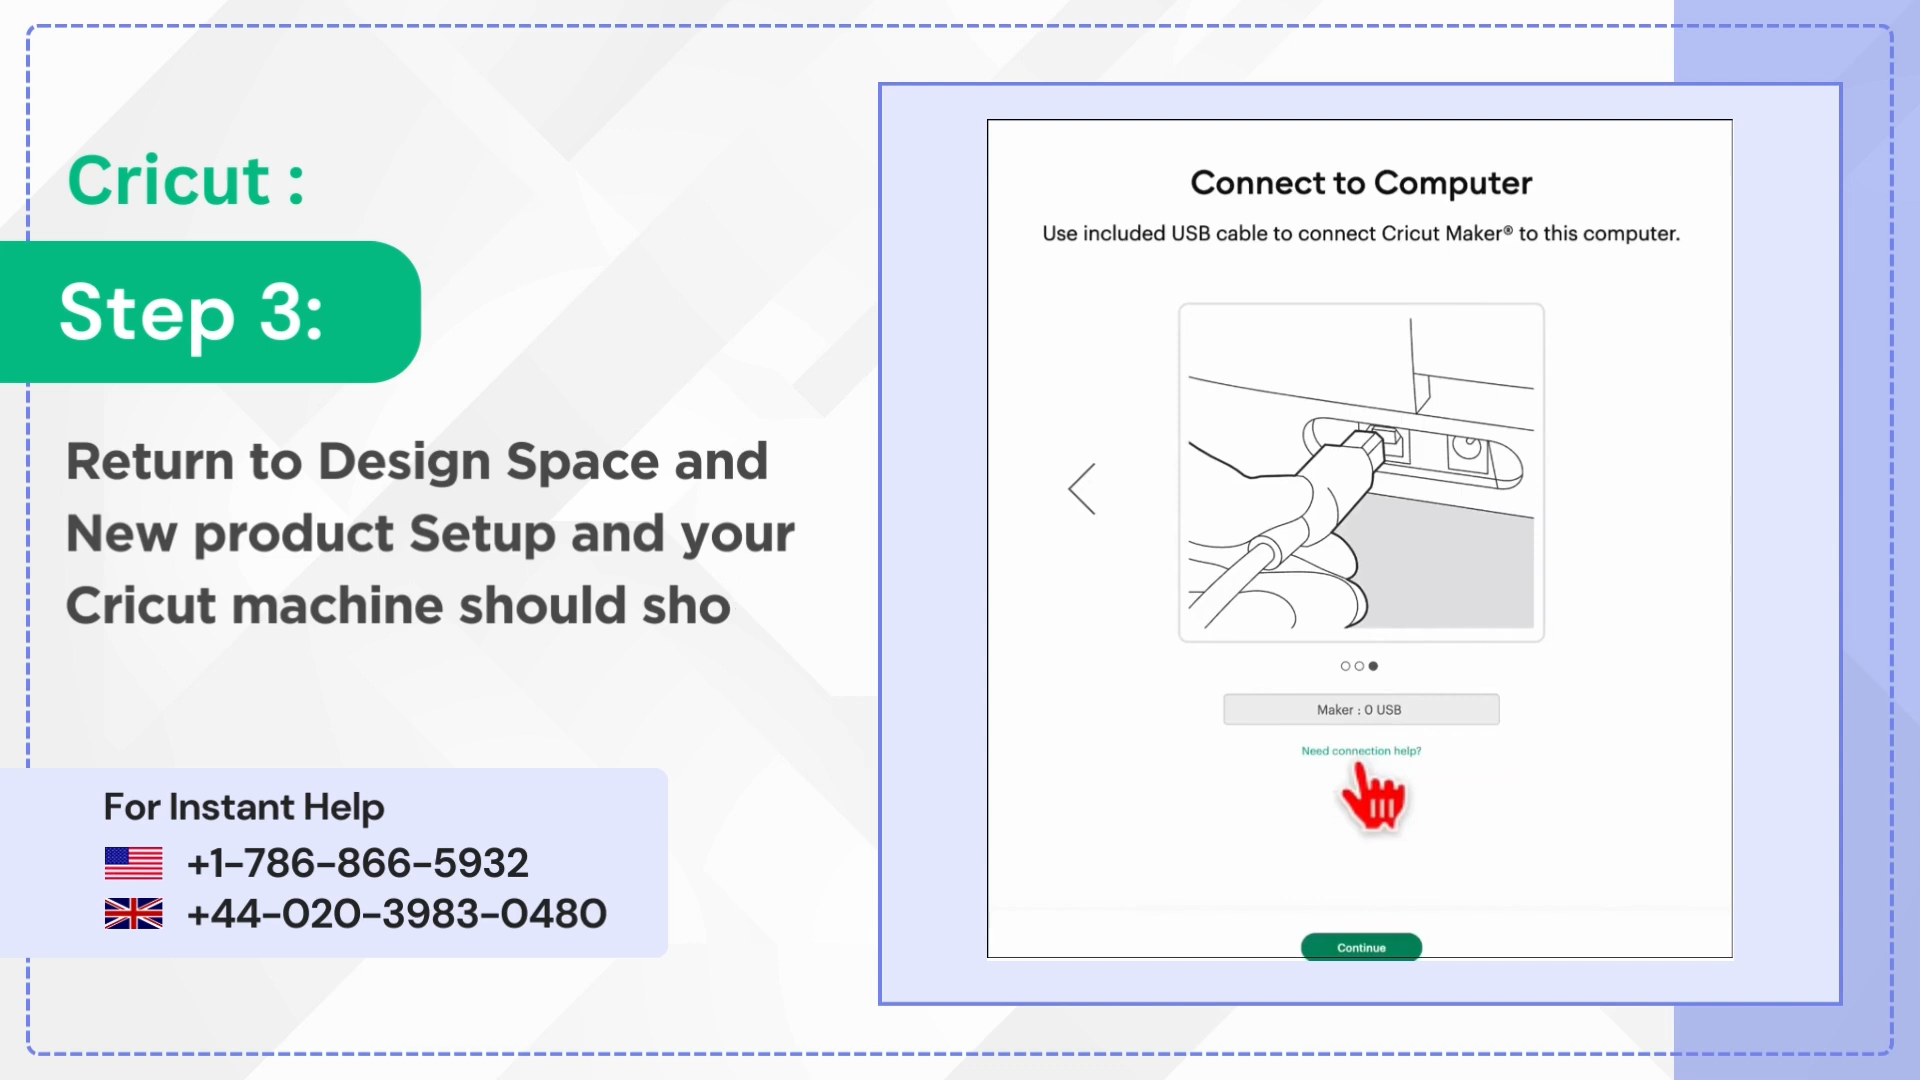 Cricut :
Step 3:
Return to Design Space and
New product Setup and your
Cricut machine should sho
For Instant Help
+1-786-866-5932
+44-020-3983-0480
Connect to Computer
Use included USB cable to connect Cricut Maker® to this computer.
Maker : 0 USB
Need connection help?
Continue